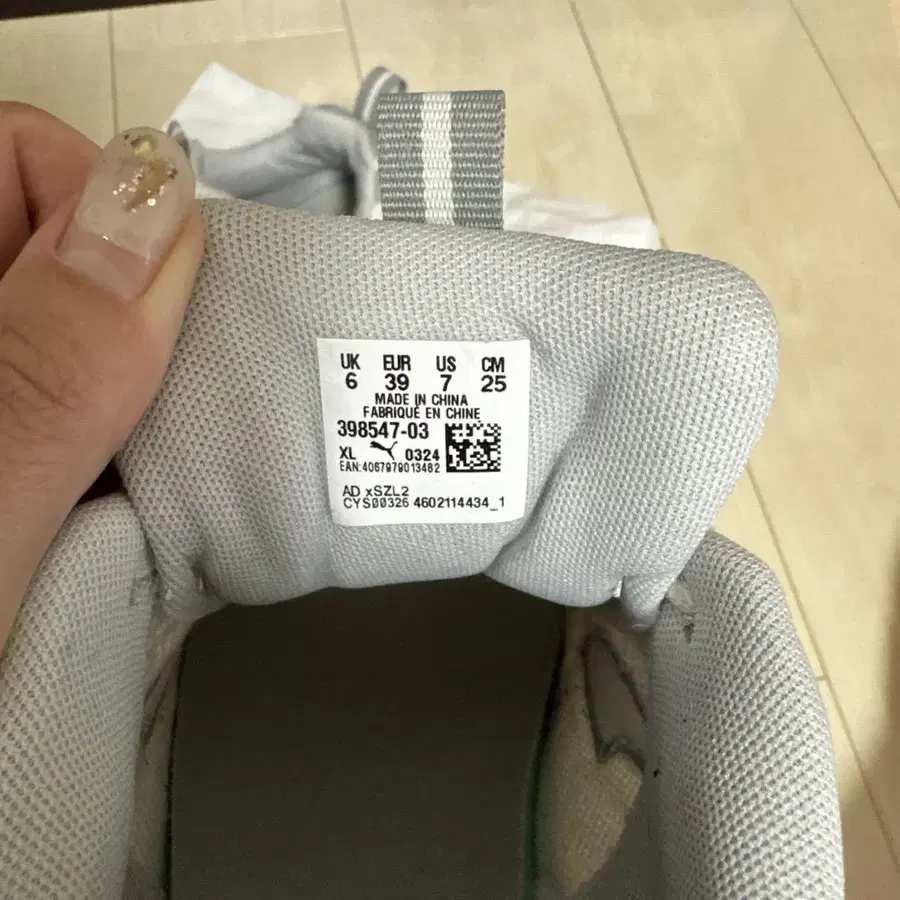 UK EUR US CM
6 39 7 25
MADE IN CHINA
FABRIQUÉ EN CHINE
398547-03
XL 0324
EAN:4067979013482
AD xSZL2
CYS00326 4602114434_1